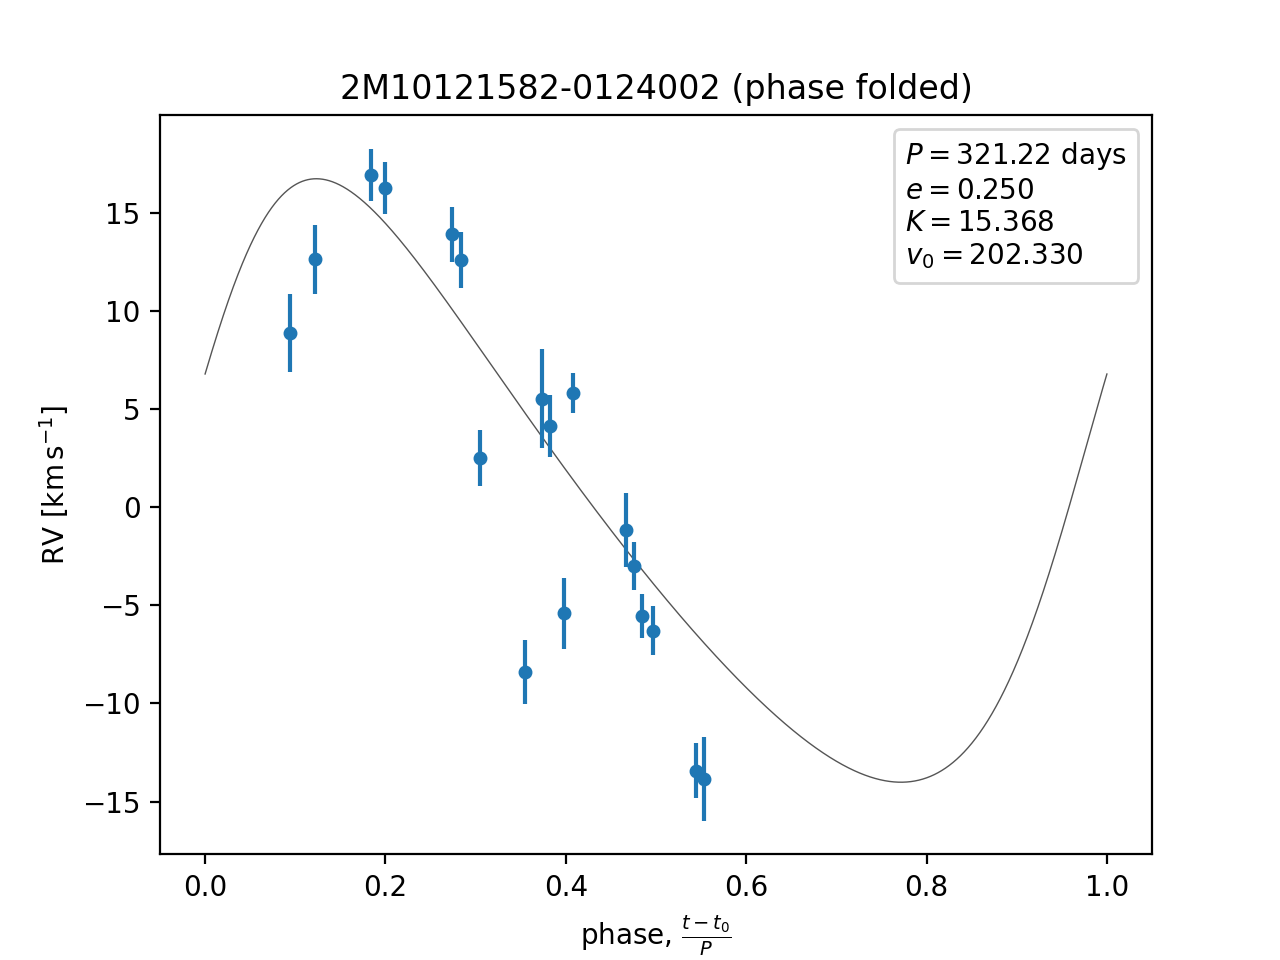 2M10121582-0124002 (phase folded)
P = 321.22 days
e = 0.250
K = 15.368
v₀ = 202.330
RV [km s⁻¹]
15
10
5
0
−5
−10
−15
0.0 0.2 0.4 0.6 0.8 1.0
phase, (t − t₀)/P